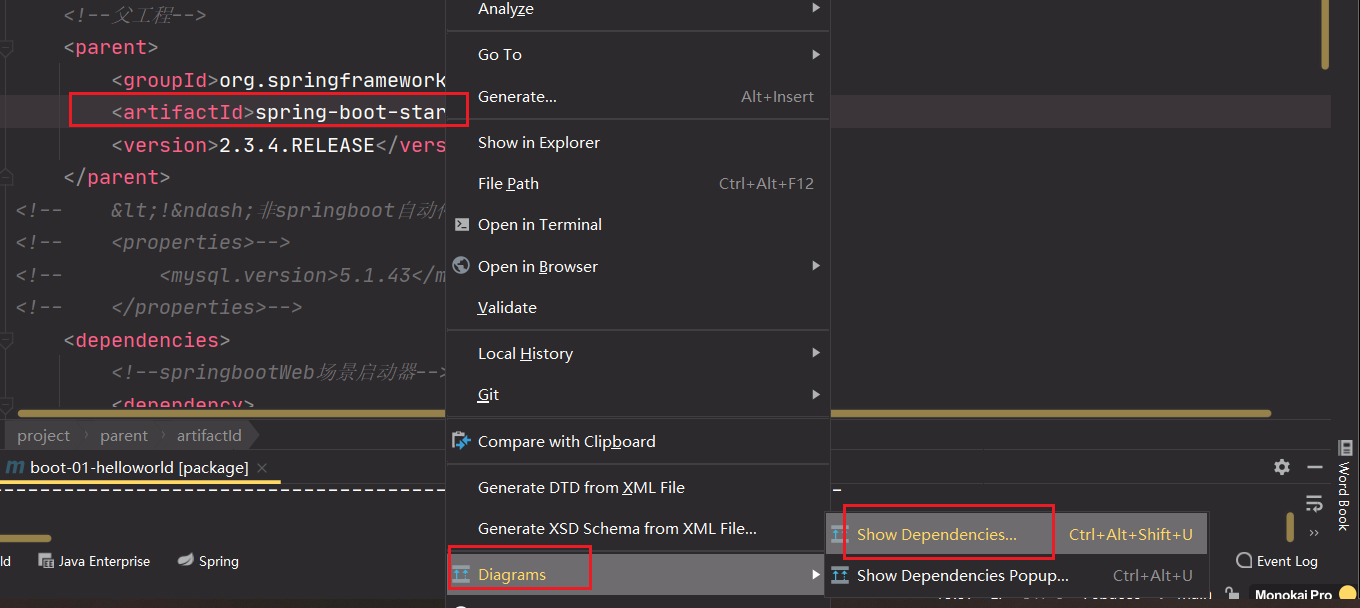 <!--父工程-->
<parent>
<groupId>org.springframework
<artifactId>spring-boot-star
<version>2.3.4.RELEASE</vers
</parent>
<!-- &lt;!&ndash;非springboot自动
<!-- <properties>-->
<!-- <mysql.version>5.1.43</m
<!-- </properties>-->
<dependencies>
<!--springbootWeb场景启动器-->
<dependency>
project › parent › artifactId
boot-01-helloworld [package]
ld Java Enterprise Spring
Analyze
Go To
Generate... Alt+Insert
Show in Explorer
File Path Ctrl+Alt+F12
Open in Terminal
Open in Browser
Validate
Local History
Git
Compare with Clipboard
Generate DTD from XML File
Generate XSD Schema from XML File...
Diagrams
Show Dependencies... Ctrl+Alt+Shift+U
Show Dependencies Popup... Ctrl+Alt+U
Word Book
Event Log
Monokai Pro